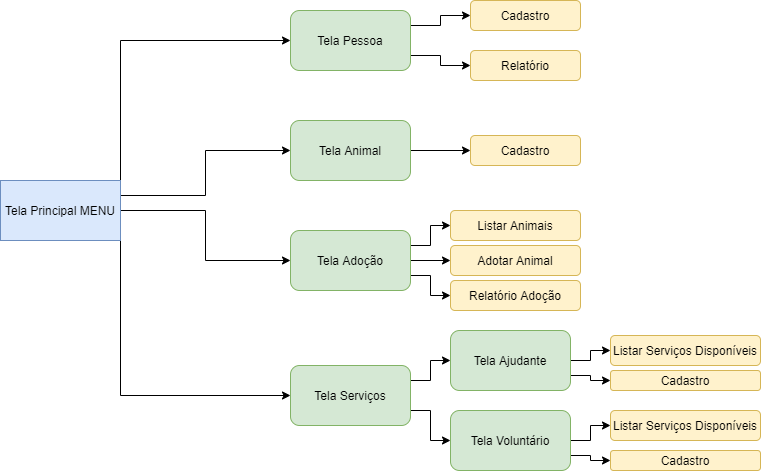 Tela Principal MENU
Tela Pessoa
Cadastro
Relatório
Tela Animal
Cadastro
Tela Adoção
Listar Animais
Adotar Animal
Relatório Adoção
Tela Serviços
Tela Ajudante
Listar Serviços Disponíveis
Cadastro
Tela Voluntário
Listar Serviços Disponíveis
Cadastro